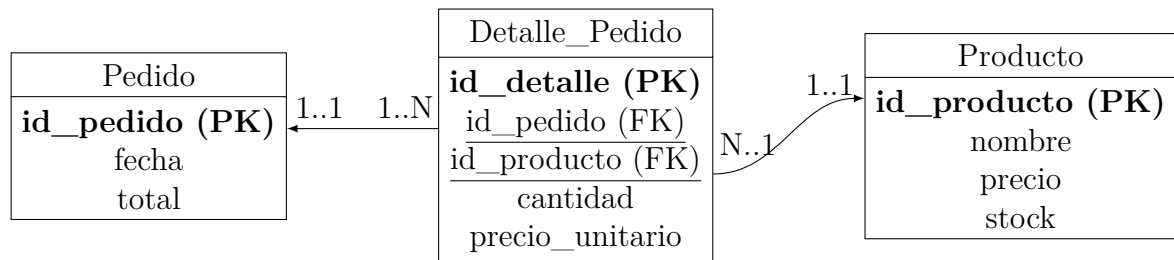 Pedido
id_pedido (PK)
fecha
total
1..1
1..N
Detalle_Pedido
id_detalle (PK)
id_pedido (FK)
id_producto (FK)
cantidad
precio_unitario
N..1
1..1
Producto
id_producto (PK)
nombre
precio
stock